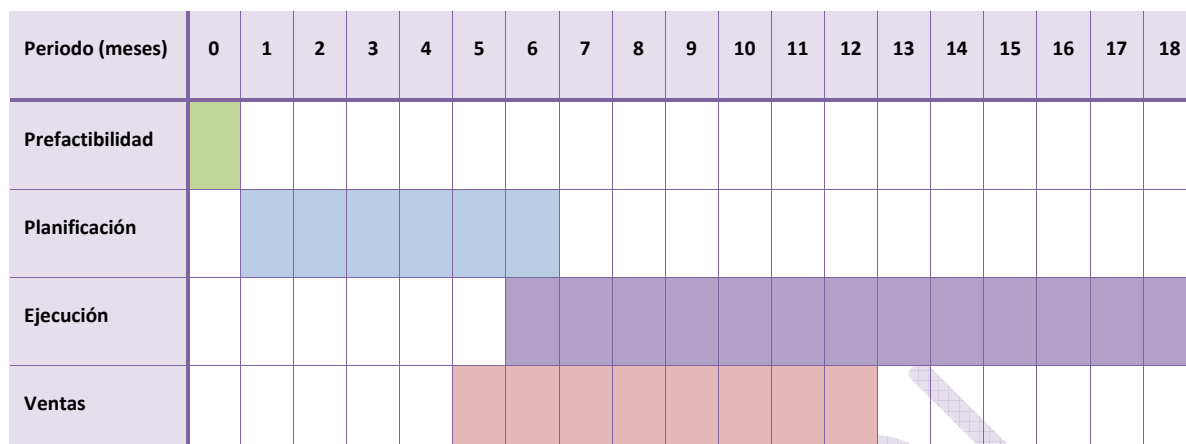 Periodo (meses) 0 1 2 3 4 5 6 7 8 9 10 11 12 13 14 15 16 17 18
Prefactibilidad
Planificación
Ejecución
Ventas